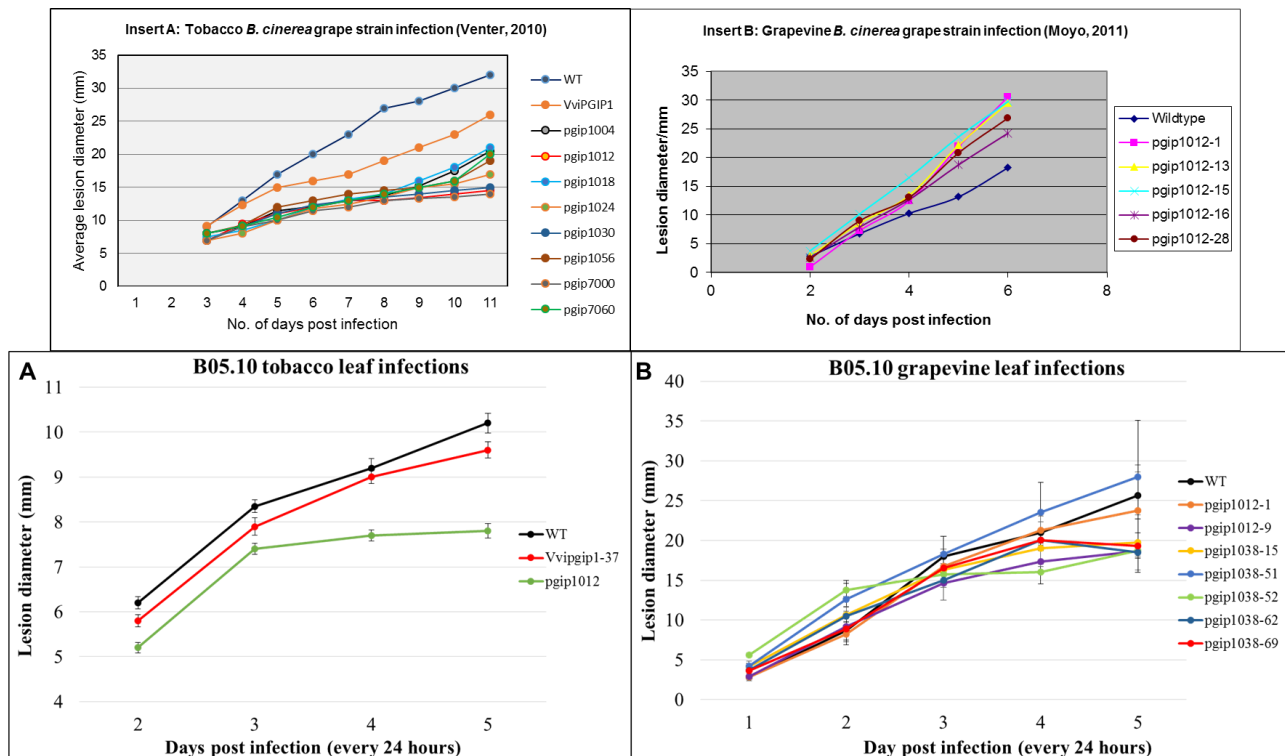 Insert A: Tobacco B. cinerea grape strain infection (Venter, 2010)
Average lesion diameter (mm)
35
30
25
20
15
10
5
0
1 2 3 4 5 6 7 8 9 10 11
No. of days post infection
WT
VviPGIP1
pgip1004
pgip1012
pgip1018
pgip1024
pgip1030
pgip1056
pgip7000
pgip7060
Insert B: Grapevine B. cinerea grape strain infection (Moyo, 2011)
Lesion diameter/mm
35
30
25
20
15
10
5
0
0 2 4 6 8
No. of days post infection
Wildtype
pgip1012-1
pgip1012-13
pgip1012-15
pgip1012-16
pgip1012-28
A
B05.10 tobacco leaf infections
Lesion diameter (mm)
11
10
9
8
7
6
5
4
2 3 4 5
Days post infection (every 24 hours)
WT
Vvipgip1-37
pgip1012
B
B05.10 grapevine leaf infections
Lesion diameter (mm)
40
35
30
25
20
15
10
5
0
1 2 3 4 5
Days post infection (every 24 hours)
WT
pgip1012-1
pgip1012-9
pgip1038-15
pgip1038-51
pgip1038-52
pgip1038-62
pgip1038-69